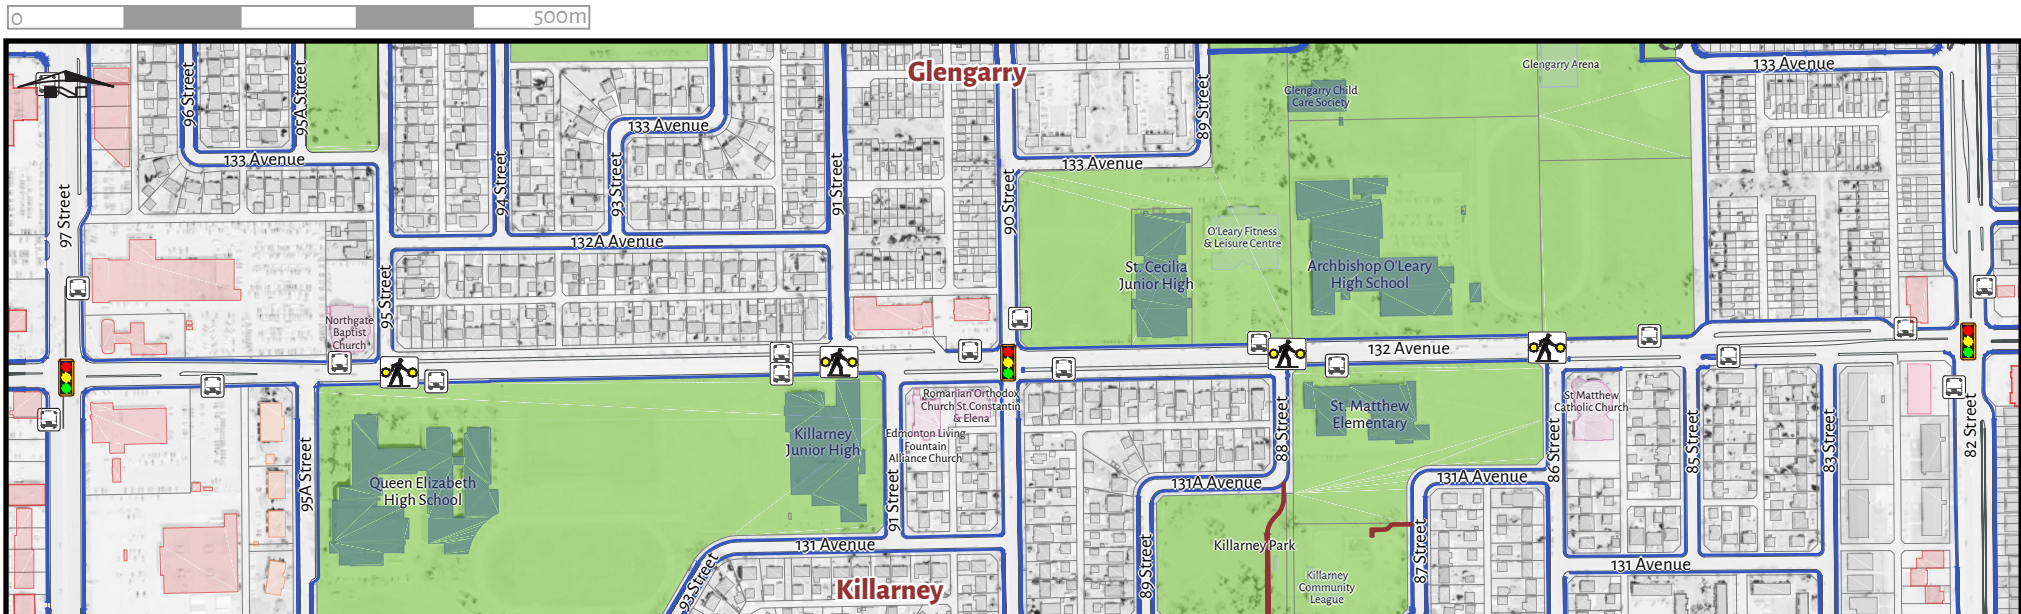 0
500m
Glengarry
Glengarry Arena
133 Avenue
96 Street
95A Street
89 Street
Glengarry Child
Care Society
133 Avenue
133 Avenue
133 Avenue
97 Street
94 Street
93 Street
91 Street
90 Street
132A Avenue
O'Leary Fitness
& Leisure Centre
St. Cecilia
Junior High
Archbishop O'Leary
High School
95 Street
Northgate
Baptist
Church
132 Avenue
Romanian Orthodox
Church St.Constantin
& Elena
St. Matthew
Elementary
St Matthew
Catholic Church
88 Street
86 Street
85 Street
83 Street
82 Street
Killarney
Junior High
Edmonton Living
Fountain
Alliance Church
95A Street
Queen Elizabeth
High School
91 Street
131A Avenue
131A Avenue
131 Avenue
93 Street
Killarney
89 Street
Killarney Park
Killarney
Community
League
87 Street
131 Avenue